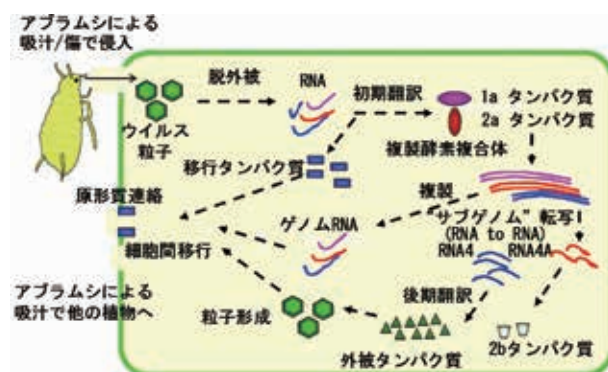 アブラムシによる
吸汁/傷で侵入
脱外被
RNA
初期翻訳
1a タンパク質
2a タンパク質
ウイルス
粒子
複製酵素複合体
移行タンパク質
原形質連絡
複製
ゲノムRNA
"サブゲノム"転写
(RNA to RNA)
RNA4
RNA4A
細胞間移行
アブラムシによる
吸汁で他の植物へ
粒子形成
後期翻訳
外被タンパク質
2bタンパク質